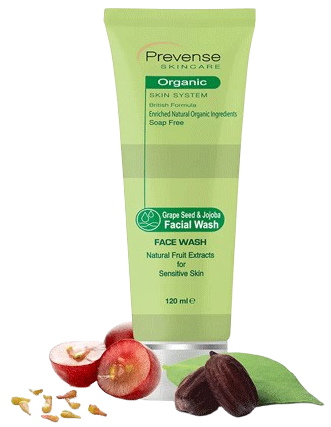 Prevense
SKINCARE
Organic
SKIN SYSTEM
British Formula
Enriched Natural Organic Ingredients
Soap Free
Grape Seed & Jojoba
Facial Wash
FACE WASH
Natural Fruit Extracts
for
Sensitive Skin
120 ml e